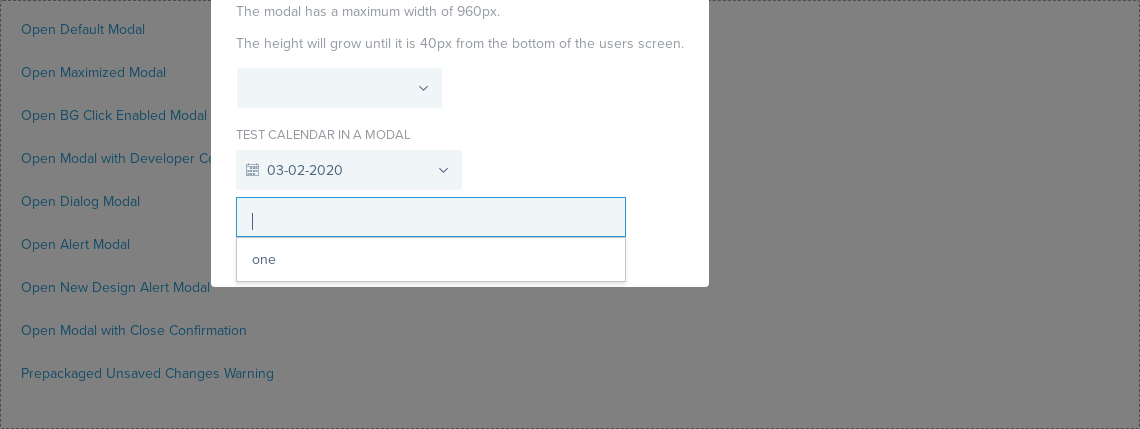 Open Default Modal
Open Maximized Modal
Open BG Click Enabled Modal
Open Modal with Developer
Open Dialog Modal
Open Alert Modal
Open New Design Alert Modal
Open Modal with Close Confirmation
Prepackaged Unsaved Changes Warning
The modal has a maximum width of 960px.
The height will grow until it is 40px from the bottom of the users screen.
TEST CALENDAR IN A MODAL
03-02-2020
one